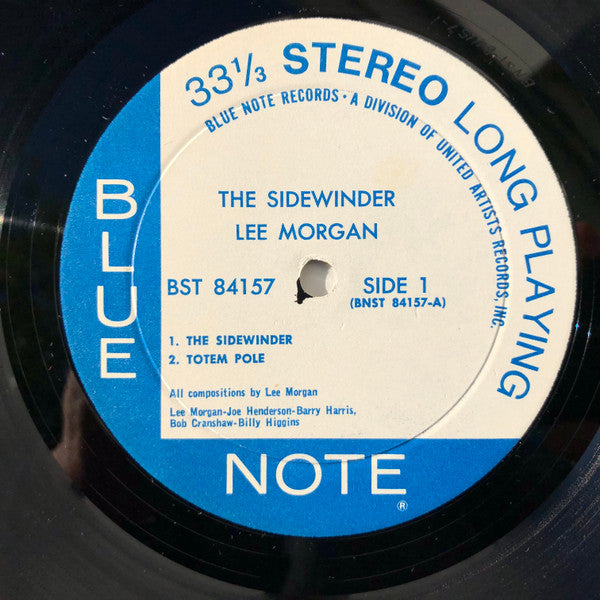 33⅓ STEREO LONG PLAYING
BLUE NOTE RECORDS • A DIVISION OF UNITED ARTISTS RECORDS, INC.
THE SIDEWINDER
LEE MORGAN
BST 84157
SIDE 1
(BNST 84157-A)
1. THE SIDEWINDER
2. TOTEM POLE
All compositions by Lee Morgan
Lee Morgan-Joe Henderson-Barry Harris,
Bob Cranshaw-Billy Higgins
BLUE
NOTE
®